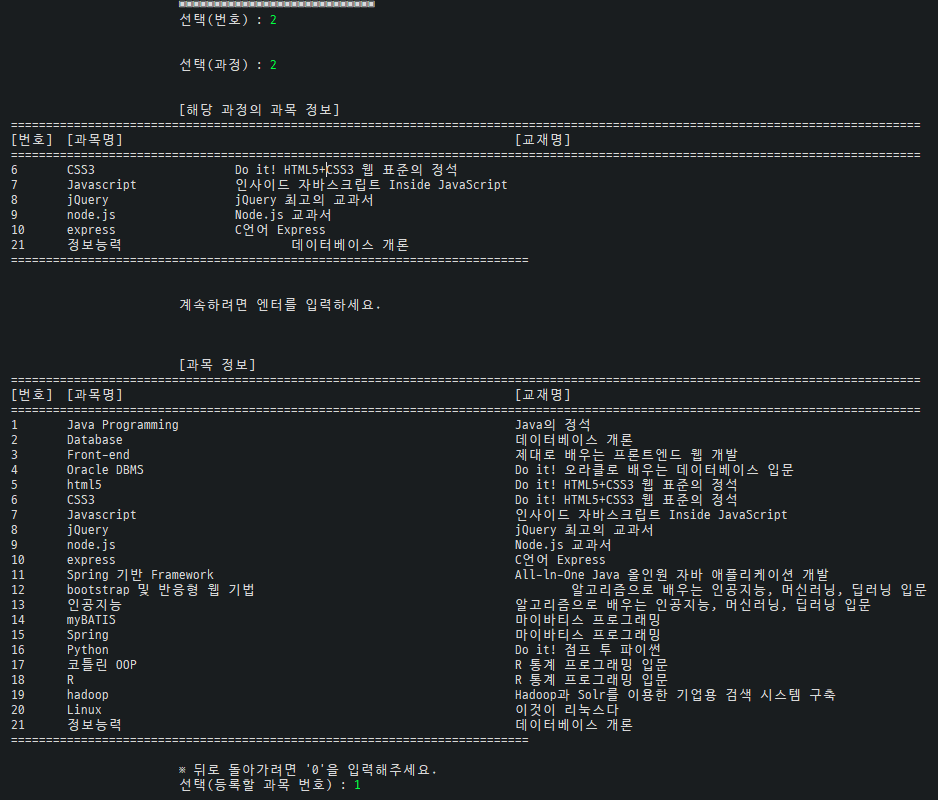 선택(번호) : 2
선택(과정) : 2
[해당 과정의 과목 정보]
[번호] [과목명] [교재명]
6 CSS3 Do it! HTML5+CSS3 웹 표준의 정석
7 Javascript 인사이드 자바스크립트 Inside JavaScript
8 jQuery jQuery 최고의 교과서
9 node.js Node.js 교과서
10 express C언어 Express
21 정보능력 데이터베이스 개론
계속하려면 엔터를 입력하세요.
[과목 정보]
[번호] [과목명] [교재명]
1 Java Programming Java의 정석
2 Database 데이터베이스 개론
3 Front-end 제대로 배우는 프론트엔드 웹 개발
4 Oracle DBMS Do it! 오라클로 배우는 데이터베이스 입문
5 html5 Do it! HTML5+CSS3 웹 표준의 정석
6 CSS3 Do it! HTML5+CSS3 웹 표준의 정석
7 Javascript 인사이드 자바스크립트 Inside JavaScript
8 jQuery jQuery 최고의 교과서
9 node.js Node.js 교과서
10 express C언어 Express
11 Spring 기반 Framework All-ln-One Java 올인원 자바 애플리케이션 개발
12 bootstrap 및 반응형 웹 기법 알고리즘으로 배우는 인공지능, 머신러닝, 딥러닝 입문
13 인공지능 알고리즘으로 배우는 인공지능, 머신러닝, 딥러닝 입문
14 myBATIS 마이바티스 프로그래밍
15 Spring 마이바티스 프로그래밍
16 Python Do it! 점프 투 파이썬
17 코틀린 OOP R 통계 프로그래밍 입문
18 R R 통계 프로그래밍 입문
19 hadoop Hadoop과 Solr를 이용한 기업용 검색 시스템 구축
20 Linux 이것이 리눅스다
21 정보능력 데이터베이스 개론
※ 뒤로 돌아가려면 '0'을 입력해주세요.
선택(등록할 과목 번호) : 1